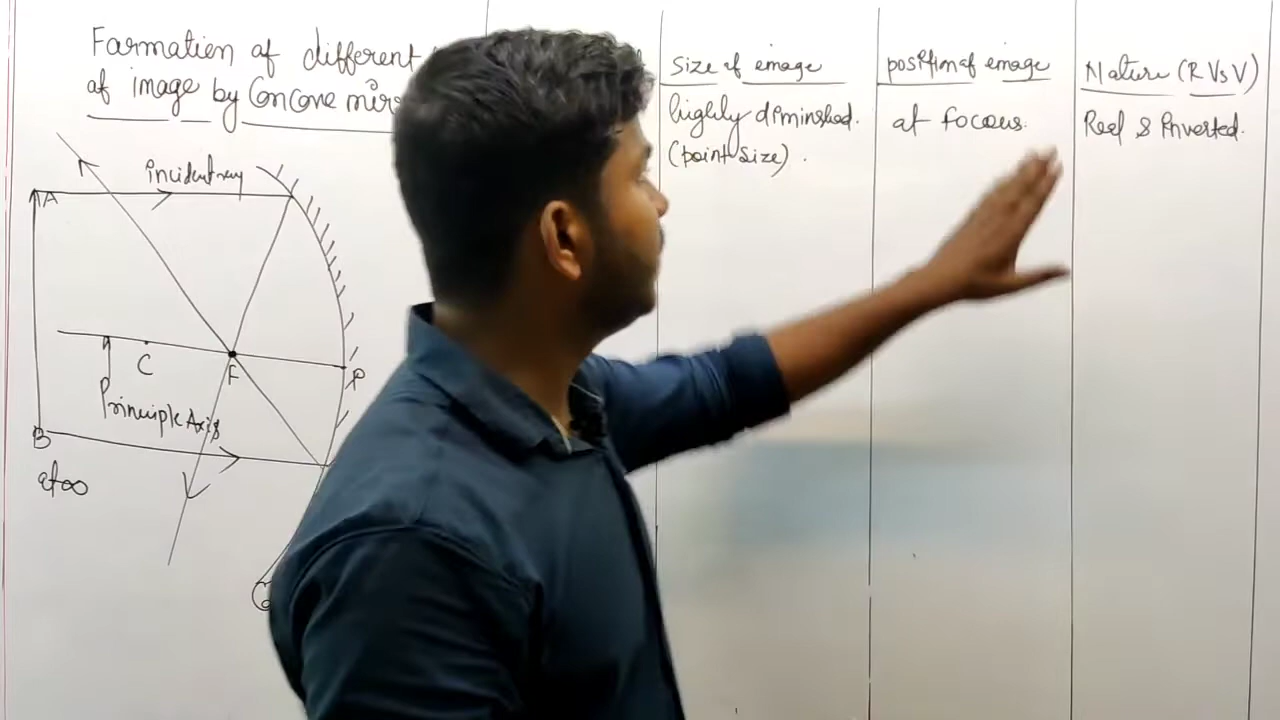 Farmation of different
of image by Concove mirr
Size of emage
highly diminshed.
(point size).
position of emage
at focous.
Nature (R Vs V)
Reel & Inverted.
incident ray
A
C
F
P
Principle Axis
B
at ∞